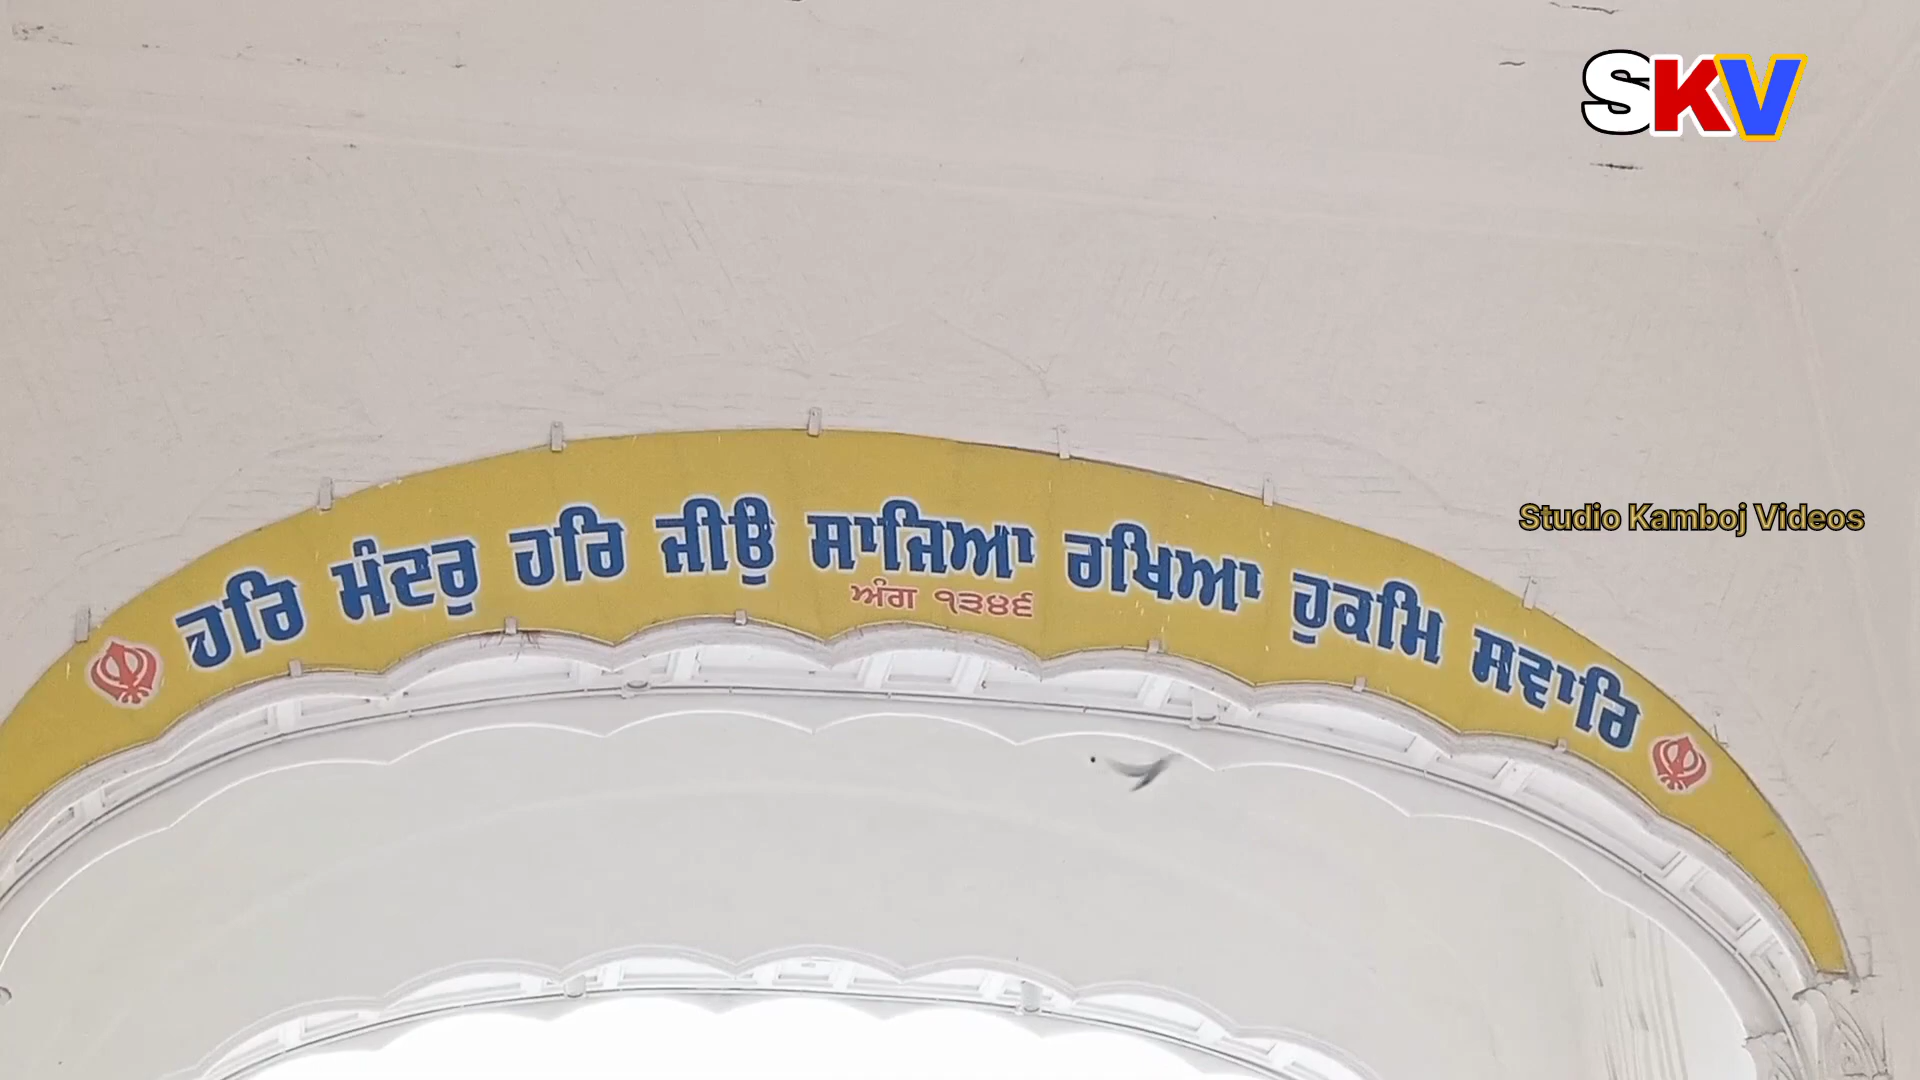 SKV
Studio Kamboj Videos
ਹਰਿ ਮੰਦਰੁ ਹਰਿ ਜੀਉ ਸਾਜਿਆ ਰਖਿਆ ਹੁਕਮਿ ਸਵਾਰਿ
ਅੰਗ ੧੩੪੬